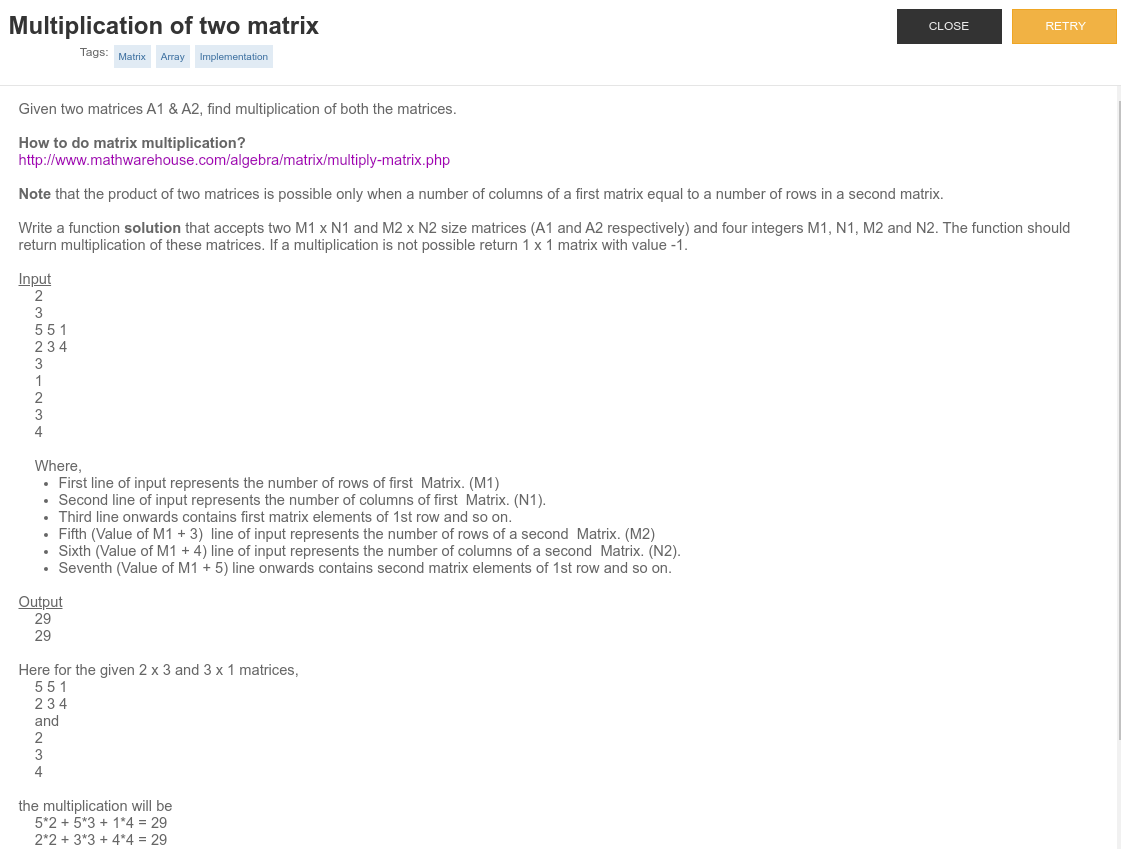 Multiplication of two matrix
CLOSE
RETRY
Tags: Matrix Array Implementation
Given two matrices A1 & A2, find multiplication of both the matrices.
How to do matrix multiplication?
http://www.mathwarehouse.com/algebra/matrix/multiply-matrix.php
Note that the product of two matrices is possible only when a number of columns of a first matrix equal to a number of rows in a second matrix.
Write a function solution that accepts two M1 x N1 and M2 x N2 size matrices (A1 and A2 respectively) and four integers M1, N1, M2 and N2. The function should
return multiplication of these matrices. If a multiplication is not possible return 1 x 1 matrix with value -1.
Input
2
3
5 5 1
2 3 4
3
1
2
3
4
Where,
• First line of input represents the number of rows of first  Matrix. (M1)
• Second line of input represents the number of columns of first  Matrix. (N1).
• Third line onwards contains first matrix elements of 1st row and so on.
• Fifth (Value of M1 + 3)  line of input represents the number of rows of a second  Matrix. (M2)
• Sixth (Value of M1 + 4) line of input represents the number of columns of a second  Matrix. (N2).
• Seventh (Value of M1 + 5) line onwards contains second matrix elements of 1st row and so on.
Output
29
29
Here for the given 2 x 3 and 3 x 1 matrices,
5 5 1
2 3 4
and
2
3
4
the multiplication will be
5*2 + 5*3 + 1*4 = 29
2*2 + 3*3 + 4*4 = 29